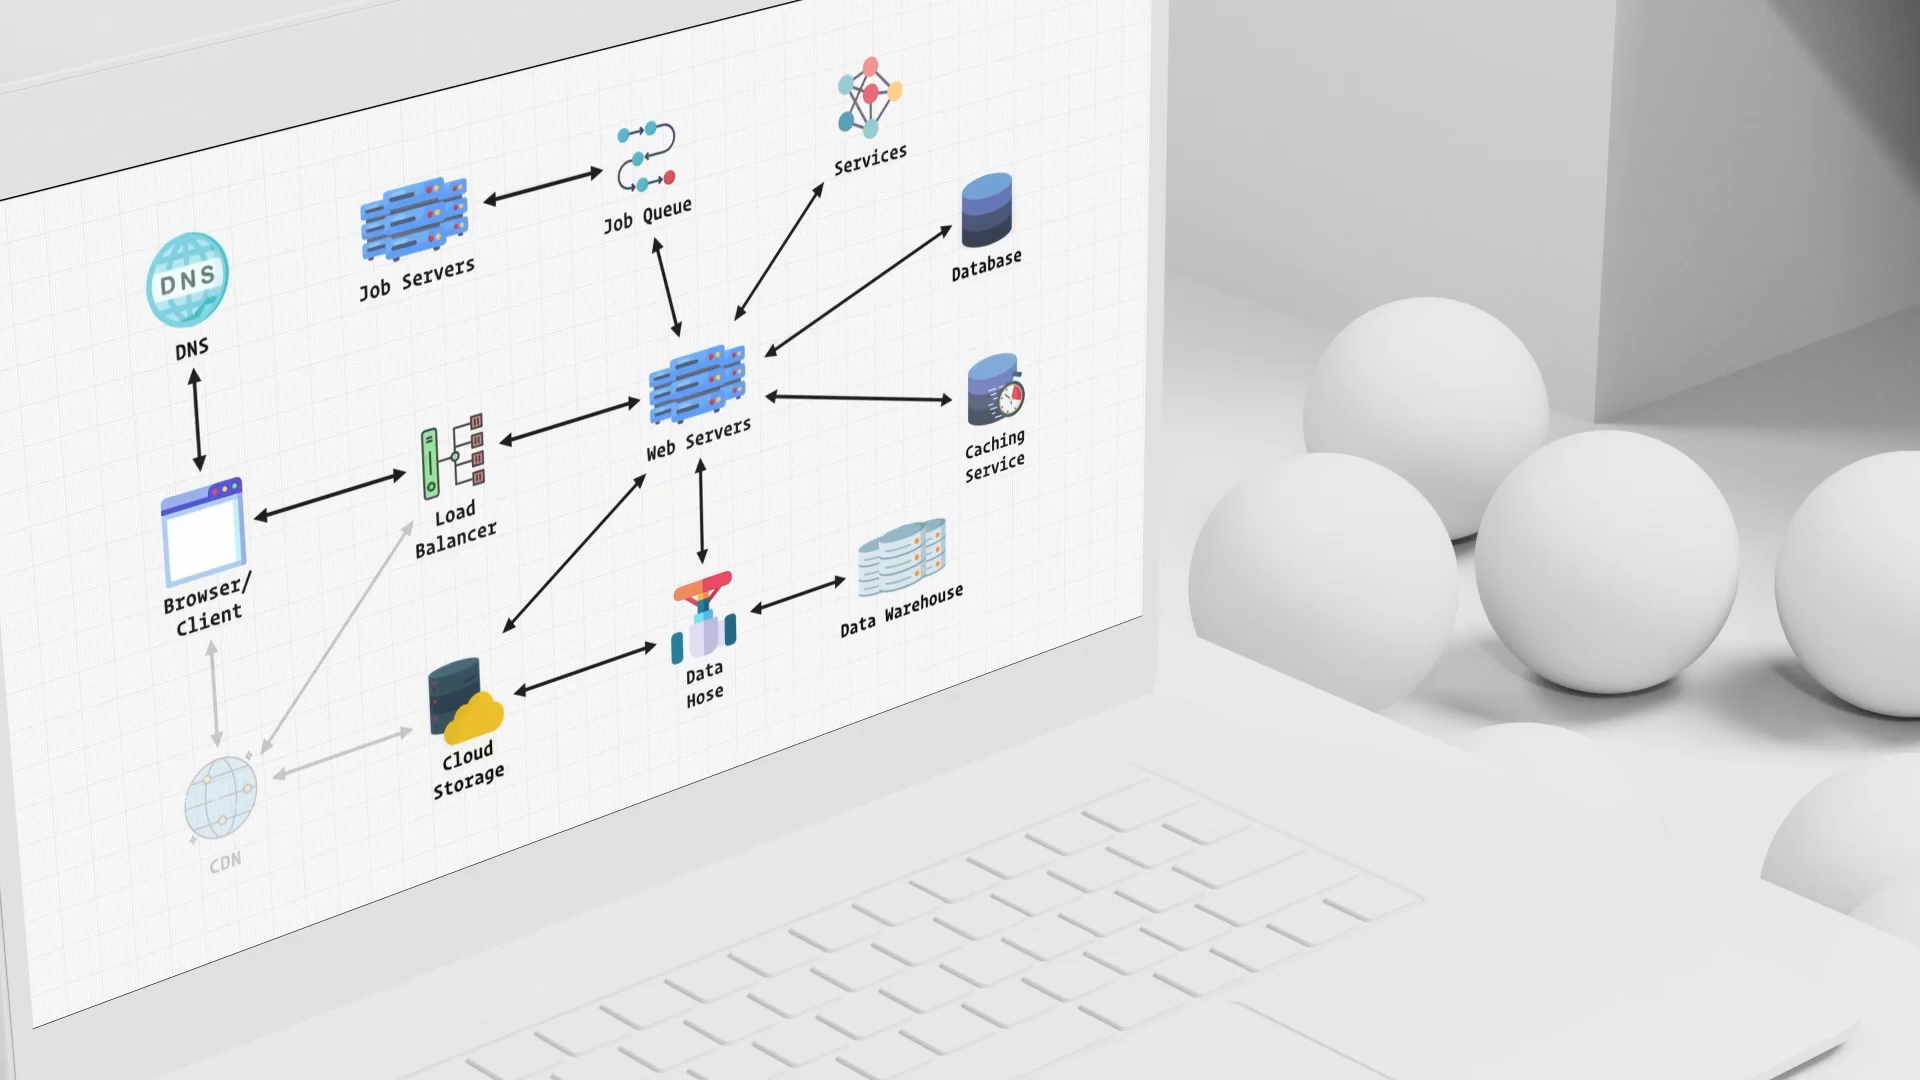 Services
Job Queue
Database
Job Servers
DNS
DNS
Web Servers
Caching
Service
Load
Balancer
Browser/
Client
Data Warehouse
Data
Hose
Cloud
Storage
CDN